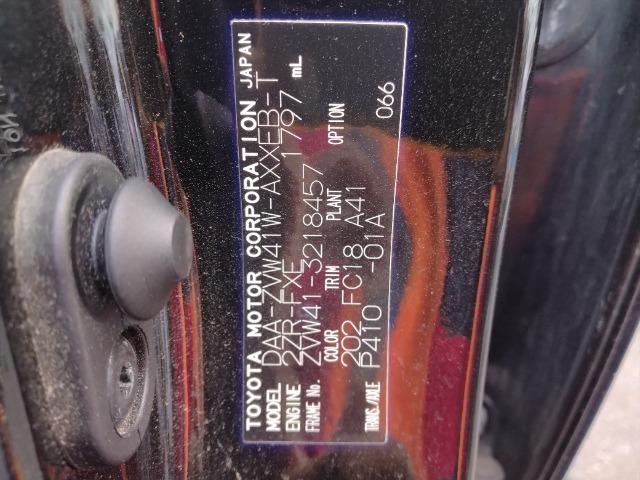 TOYOTA MOTOR CORPORATION JAPAN
MODEL DAA-ZVW41W-AXXEB-T
ENGINE 2ZR-FXE 1797 mL
FRAME No. ZVW41-3218457
COLOR TRIM PLANT OPTION
202 FC18 A41 066
TRANS./AXLE P410 -01A